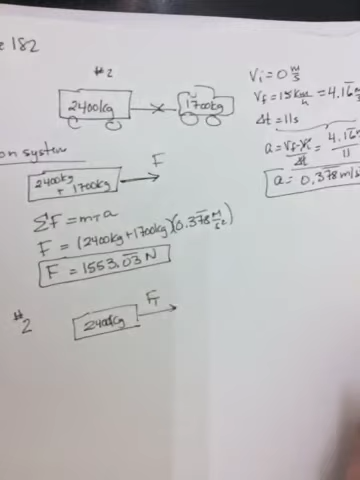 182
#2
2400kg
1700kg
Vi = 0 m/s
Vf = 15 km/h = 4.16
Δt = 11s
a = Vf-Vi/Δt = 4.16/11
a = 0.378 m/s
on system
2400kg
+ 1700kg
F
ΣF = mT a
F = (2400kg + 1700kg)(0.378 m/s²)
F = 1553.03 N
#2
2400kg
FT